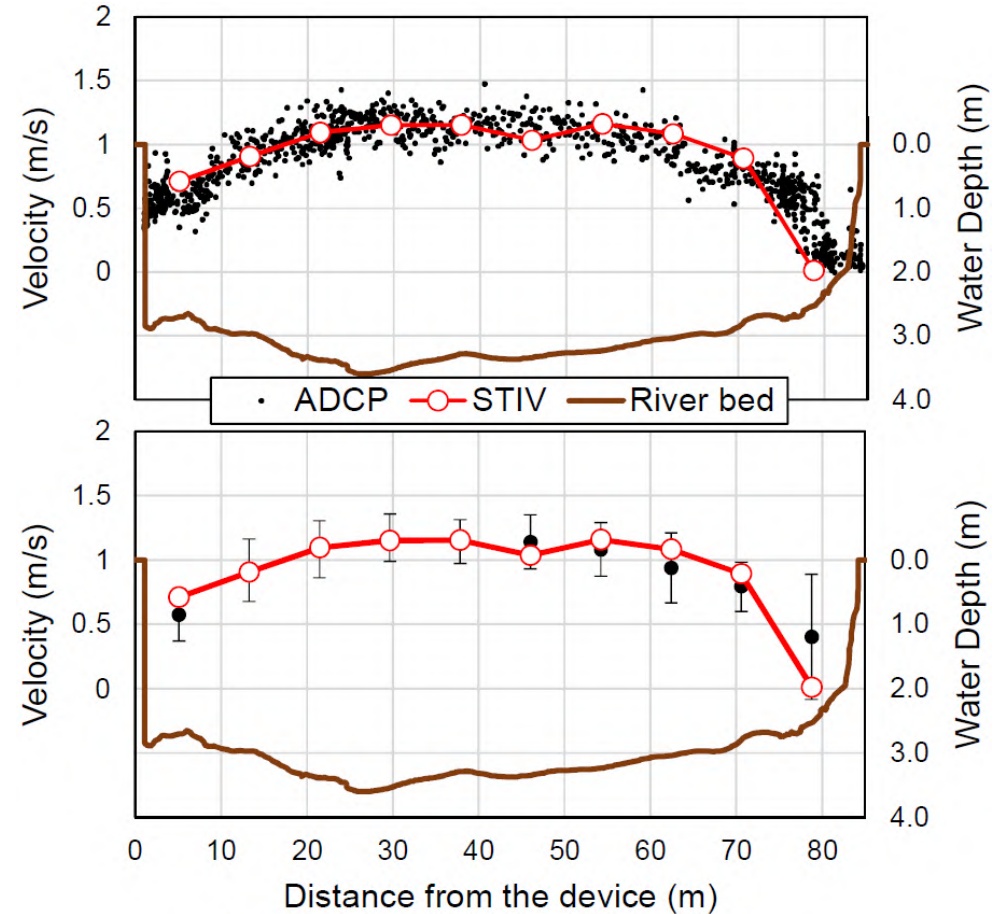 2
1.5
1
0.5
0
Velocity (m/s)
0.0
1.0
2.0
3.0
4.0
Water Depth (m)
ADCP STIV River bed
2
1.5
1
0.5
0
Velocity (m/s)
0.0
1.0
2.0
3.0
4.0
Water Depth (m)
0 10 20 30 40 50 60 70 80
Distance from the device (m)